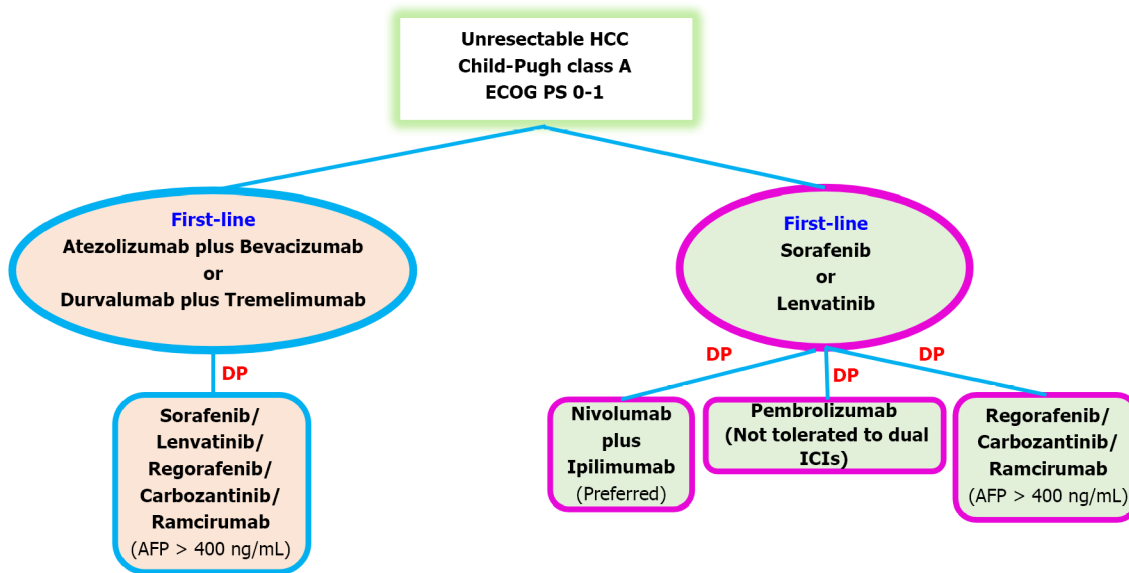 Unresectable HCC
Child-Pugh class A
ECOG PS 0-1
First-line
Atezolizumab plus Bevacizumab
or
Durvalumab plus Tremelimumab
First-line
Sorafenib
or
Lenvatinib
DP
DP
DP
DP
Sorafenib/
Lenvatinib/
Regorafenib/
Carbozantinib/
Ramcirumab
(AFP > 400 ng/mL)
Nivolumab
plus
Ipilimumab
(Preferred)
Pembrolizumab
(Not tolerated to dual
ICIs)
Regorafenib/
Carbozantinib/
Ramcirumab
(AFP > 400 ng/mL)